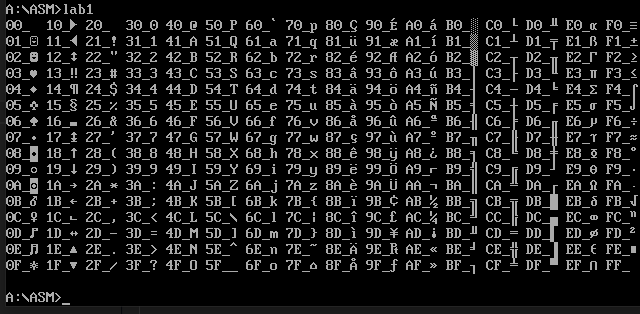 A:\ASM>lab1
00_   10_► 20_  30_0 40_@ 50_P 60_` 70_p 80_Ç 90_É A0_á B0_░ C0_└ D0_╨ E0_α F0_≡
01_☺ 11_◄ 21_! 31_1 41_A 51_Q 61_a 71_q 81_ü 91_æ A1_í B1_▒ C1_┴ D1_╤ E1_ß F1_±
02_☻ 12_↕ 22_" 32_2 42_B 52_R 62_b 72_r 82_é 92_Æ A2_ó B2_▓ C2_┬ D2_╥ E2_Γ F2_≥
03_♥ 13_‼ 23_# 33_3 43_C 53_S 63_c 73_s 83_â 93_ô A3_ú B3_│ C3_├ D3_╙ E3_π F3_≤
04_♦ 14_¶ 24_$ 34_4 44_D 54_T 64_d 74_t 84_ä 94_ö A4_ñ B4_┤ C4_─ D4_╘ E4_Σ F4_⌠
05_♣ 15_§ 25_% 35_5 45_E 55_U 65_e 75_u 85_à 95_ò A5_Ñ B5_╡ C5_┼ D5_╒ E5_σ F5_⌡
06_♠ 16_▬ 26_& 36_6 46_F 56_V 66_f 76_v 86_å 96_û A6_ª B6_╢ C6_╞ D6_╓ E6_µ F6_÷
07_• 17_↨ 27_' 37_7 47_G 57_W 67_g 77_w 87_ç 97_ù A7_º B7_╖ C7_╟ D7_╫ E7_τ F7_≈
08_◘ 18_↑ 28_( 38_8 48_H 58_X 68_h 78_x 88_ê 98_ÿ A8_¿ B8_╕ C8_╚ D8_╪ E8_Φ F8_°
09_○ 19_↓ 29_) 39_9 49_I 59_Y 69_i 79_y 89_ë 99_Ö A9_⌐ B9_╣ C9_╔ D9_┘ E9_Θ F9_∙
0A_◙ 1A_→ 2A_* 3A_: 4A_J 5A_Z 6A_j 7A_z 8A_è 9A_Ü AA_¬ BA_║ CA_╩ DA_┌ EA_Ω FA_·
0B_♂ 1B_← 2B_+ 3B_; 4B_K 5B_[ 6B_k 7B_{ 8B_ï 9B_¢ AB_½ BB_╗ CB_╦ DB_█ EB_δ FB_√
0C_♀ 1C_∟ 2C_, 3C_< 4C_L 5C_\ 6C_l 7C_| 8C_î 9C_£ AC_¼ BC_╝ CC_╠ DC_▄ EC_∞ FC_ⁿ
0D_♪ 1D_↔ 2D_- 3D_= 4D_M 5D_] 6D_m 7D_} 8D_ì 9D_¥ AD_¡ BD_╜ CD_═ DD_▌ ED_φ FD_²
0E_♫ 1E_▲ 2E_. 3E_> 4E_N 5E_^ 6E_n 7E_~ 8E_Ä 9E_₧ AE_« BE_╛ CE_╬ DE_▐ EE_ε FE_■
0F_☼ 1F_▼ 2F_/ 3F_? 4F_O 5F__ 6F_o 7F_⌂ 8F_Å 9F_ƒ AF_» BF_┐ CF_╧ DF_▀ EF_∩ FF_
A:\ASM>_